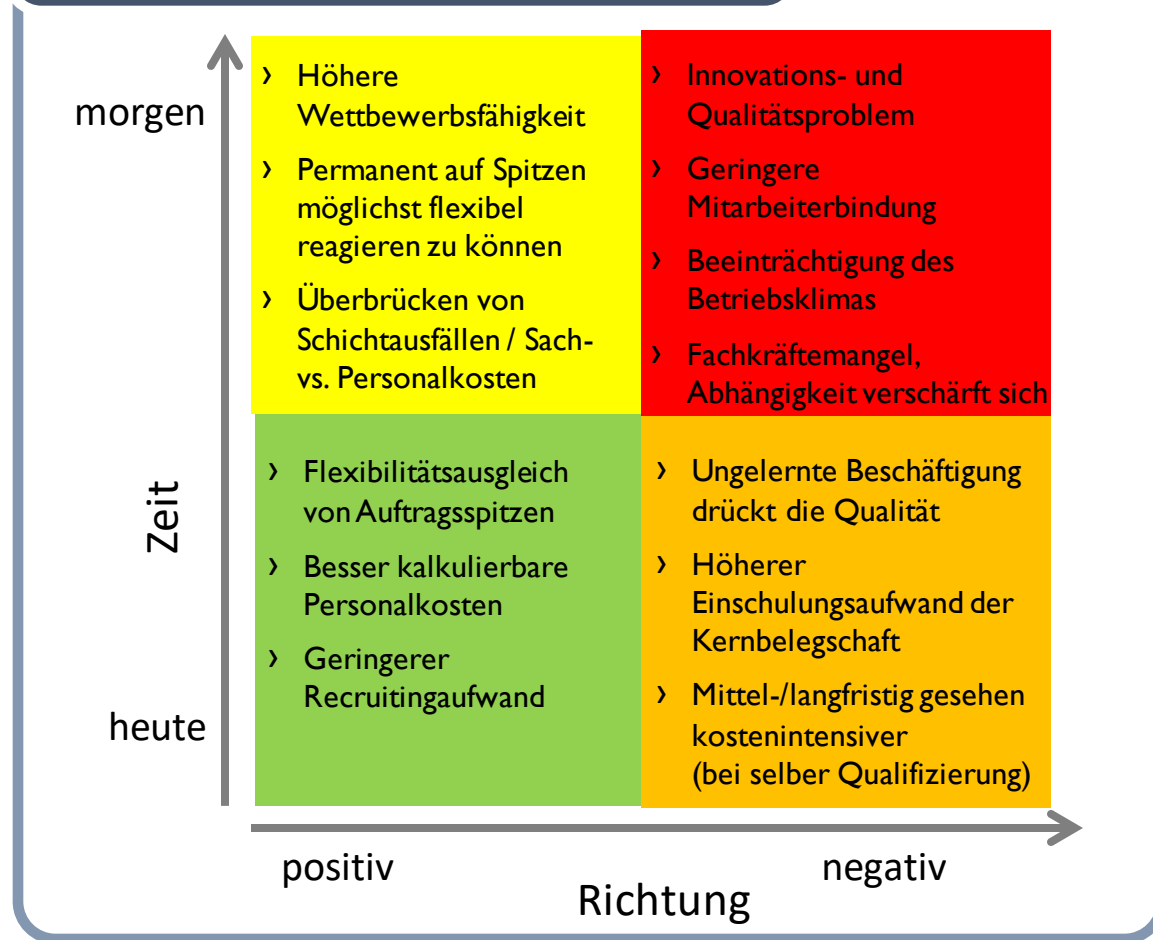 morgen
› Höhere
Wettbewerbsfähigkeit
› Permanent auf Spitzen
möglichst flexibel
reagieren zu können
› Überbrücken von
Schichtausfällen / Sach-
vs. Personalkosten
› Innovations- und
Qualitätsproblem
› Geringere
Mitarbeiterbindung
› Beeinträchtigung des
Betriebsklimas
› Fachkräftemangel,
Abhängigkeit verschärft sich
Zeit
› Flexibilitätsausgleich
von Auftragsspitzen
› Besser kalkulierbare
Personalkosten
› Geringerer
Recruitingaufwand
› Ungelernte Beschäftigung
drückt die Qualität
› Höherer
Einschulungsaufwand der
Kernbelegschaft
› Mittel-/langfristig gesehen
kostenintensiver
(bei selber Qualifizierung)
heute
positiv
negativ
Richtung